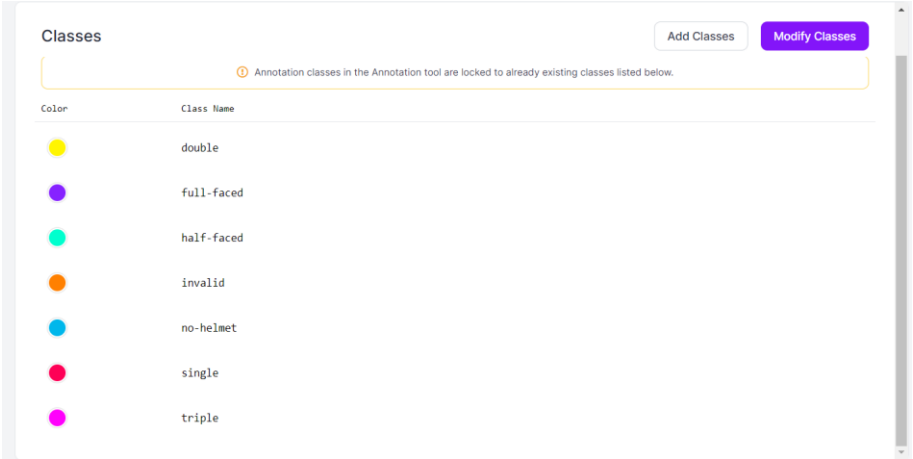 Classes
Add Classes
Modify Classes
Annotation classes in the Annotation tool are locked to already existing classes listed below.
Color Class Name
double
full-faced
half-faced
invalid
no-helmet
single
triple